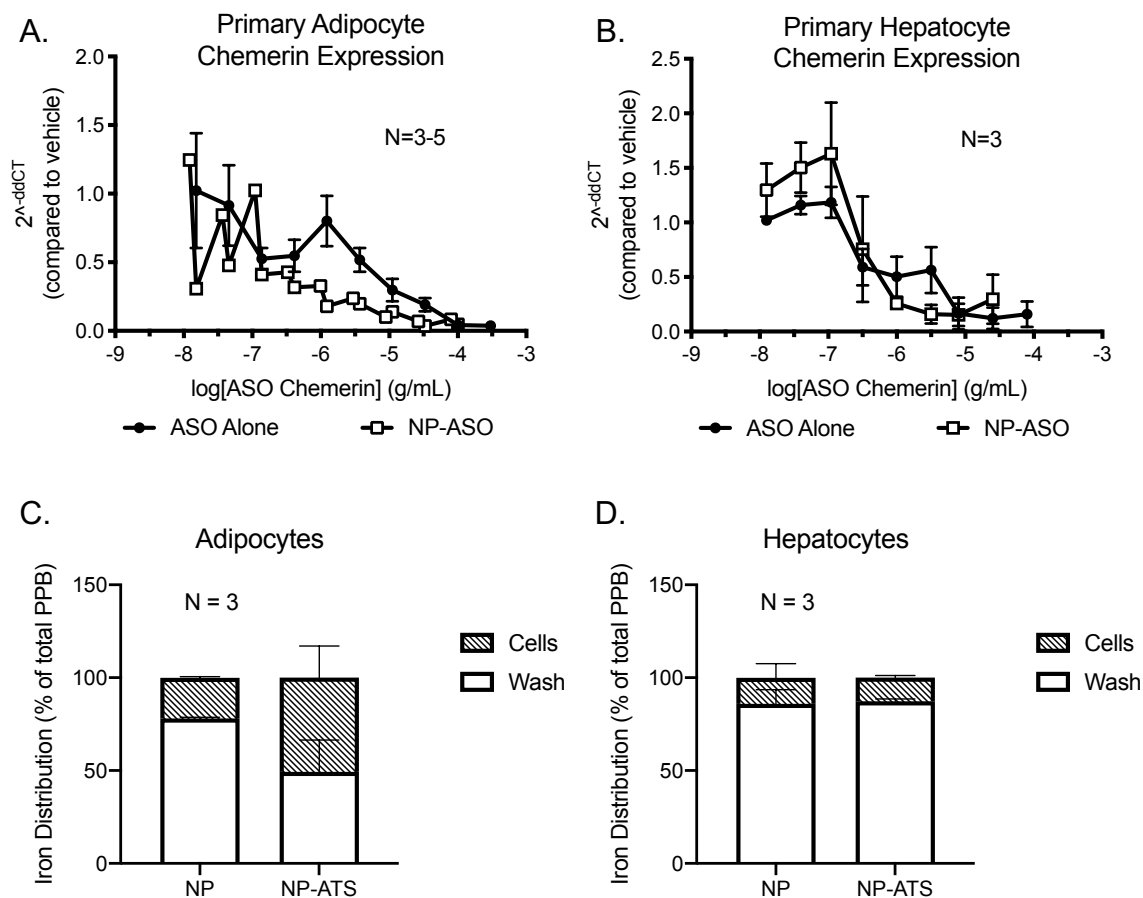 A.
Primary Adipocyte
Chemerin Expression
2^-ddCT
(compared to vehicle)
2.0
1.5
1.0
0.5
0.0
N=3-5
-9 -8 -7 -6 -5 -4 -3
log[ASO Chemerin] (g/mL)
ASO Alone NP-ASO
B.
Primary Hepatocyte
Chemerin Expression
2^-ddCT
(compared to vehicle)
2.5
2.0
1.5
1.0
0.5
0.0
N=3
-9 -8 -7 -6 -5 -4 -3
log[ASO Chemerin] (g/mL)
ASO Alone NP-ASO
C.
Adipocytes
Iron Distribution (% of total PPB)
150
100
50
0
N = 3
Cells
Wash
NP NP-ATS
D.
Hepatocytes
Iron Distribution (% of total PPB)
150
100
50
0
N = 3
Cells
Wash
NP NP-ATS